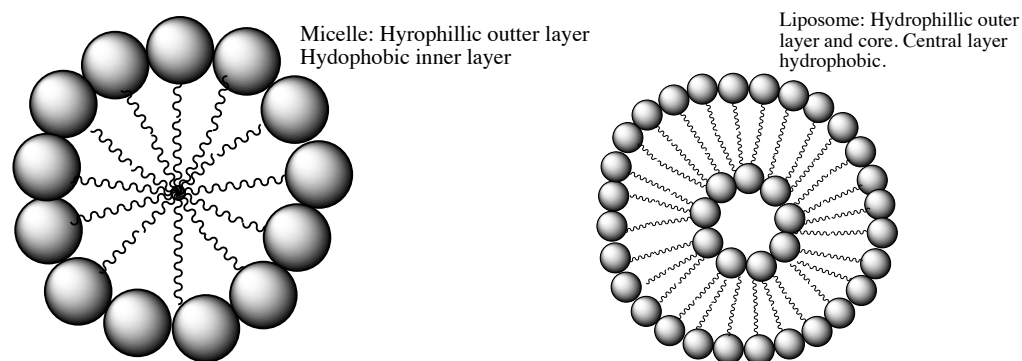 Micelle: Hyrophillic outter layer
Hydophobic inner layer
Liposome: Hydrophillic outer
layer and core. Central layer
hydrophobic.